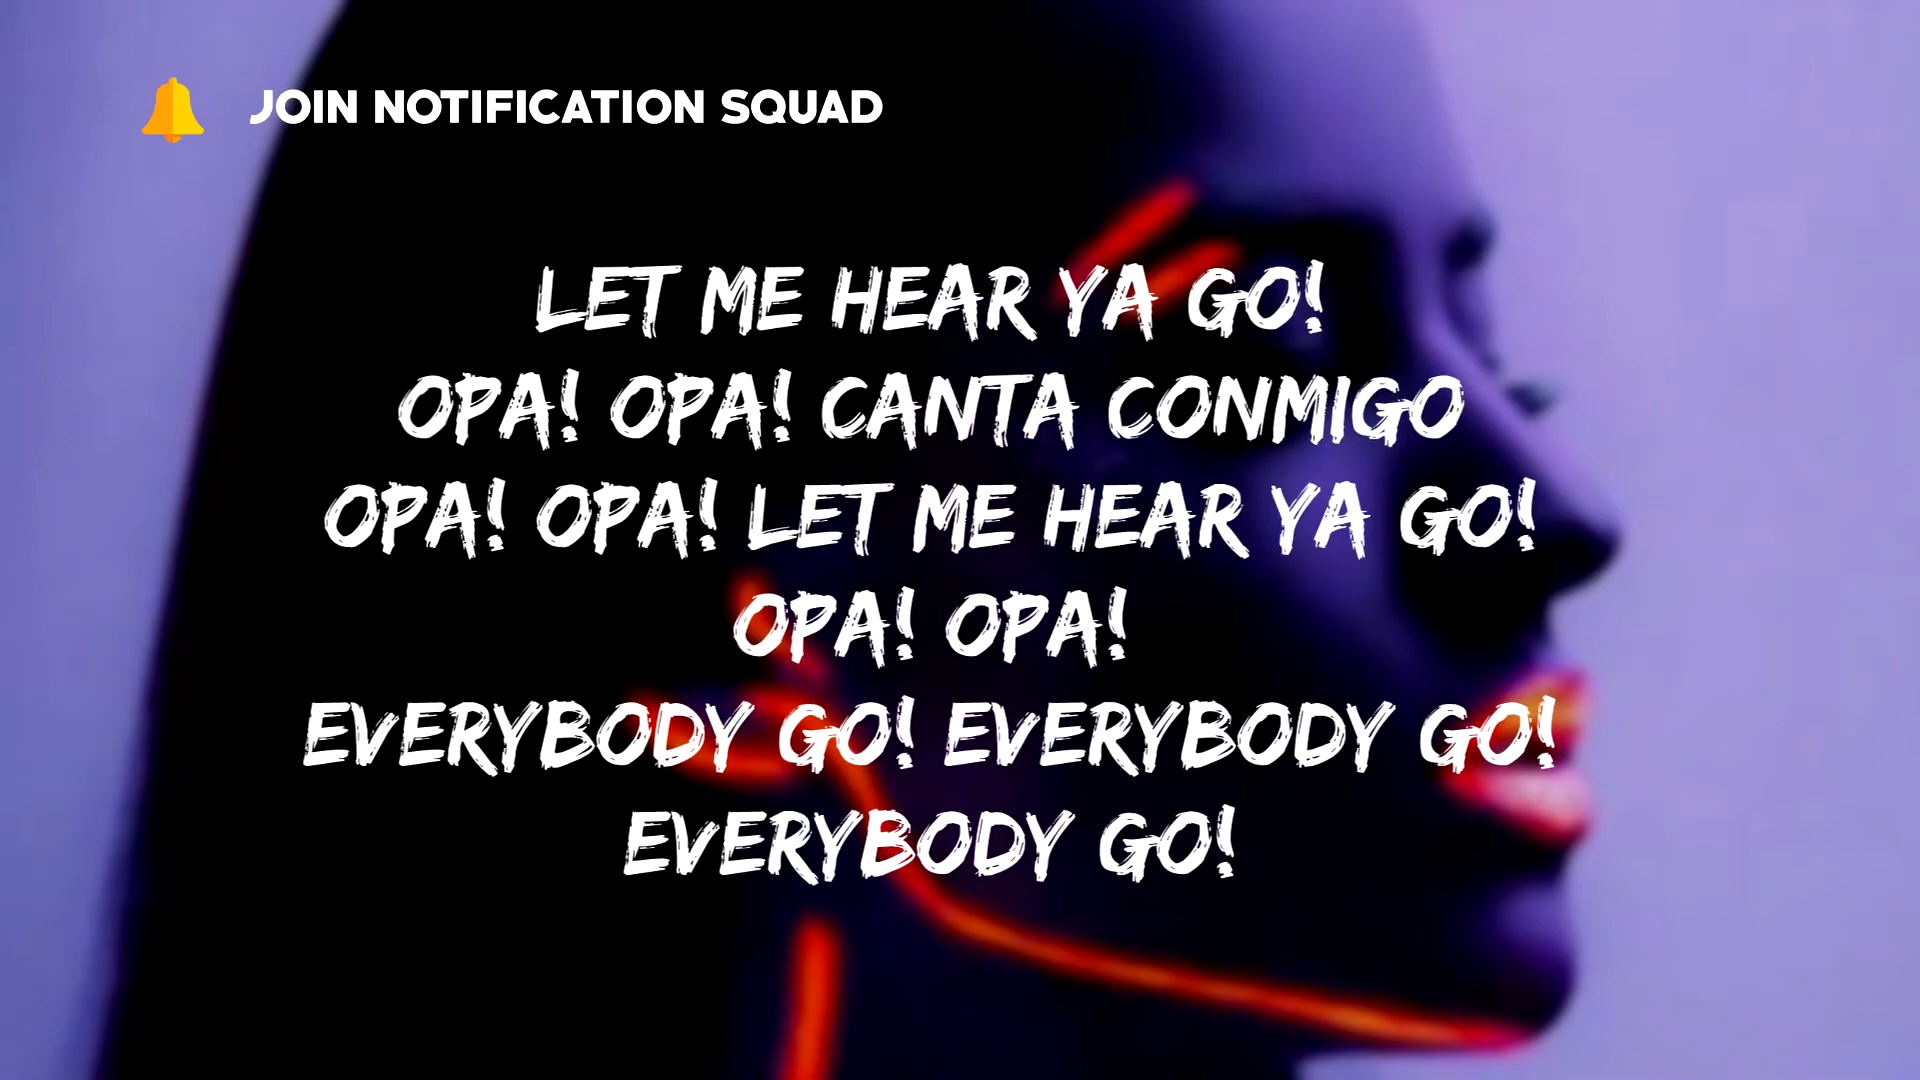 JOIN NOTIFICATION SQUAD
LET ME HEAR YA GO!
OPA! OPA! CANTA CONMIGO
OPA! OPA! LET ME HEAR YA GO!
OPA! OPA!
EVERYBODY GO! EVERYBODY GO!
EVERYBODY GO!